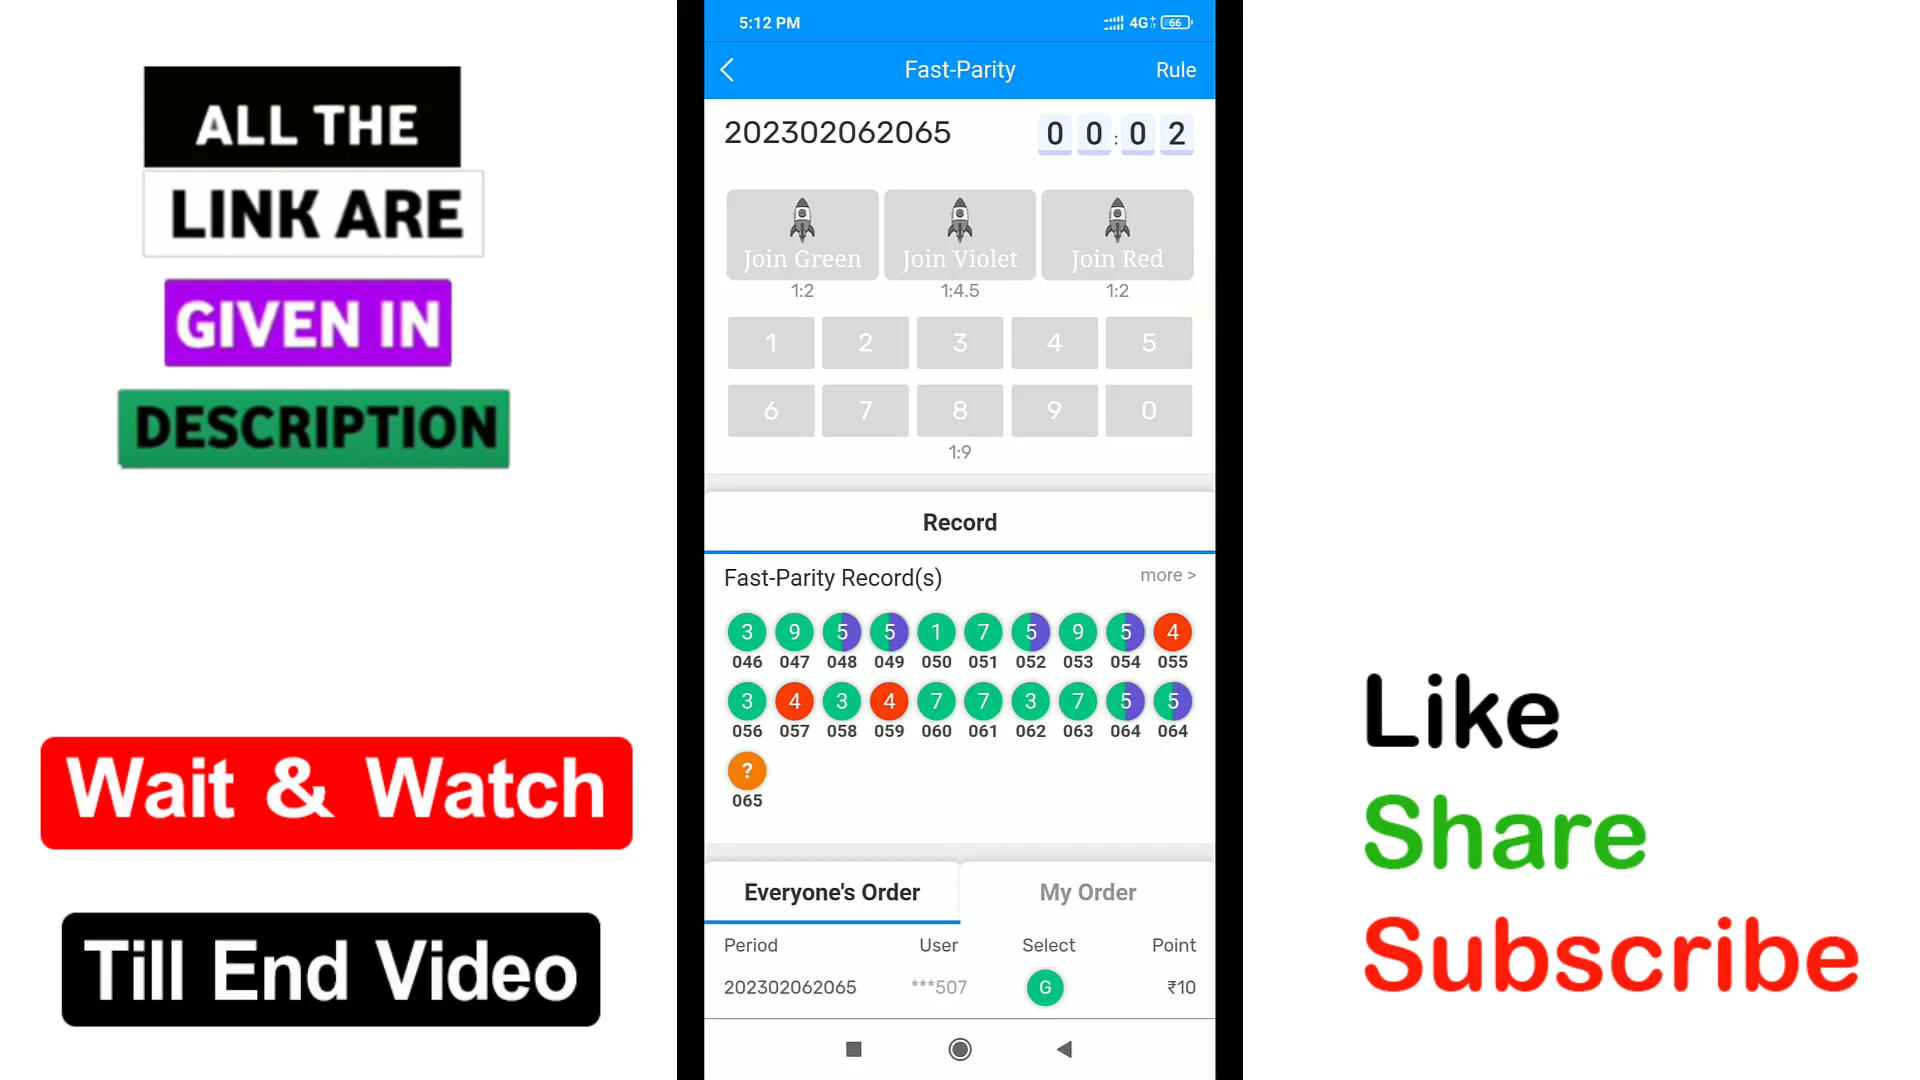 ALL THE
LINK ARE
GIVEN IN
DESCRIPTION
Wait & Watch
Till End Video
5:12 PM 4G+ 66
Fast-Parity Rule
202302062065 0 0 : 0 2
Join Green Join Violet Join Red
1:2 1:4.5 1:2
1 2 3 4 5
6 7 8 9 0
1:9
Record
Fast-Parity Record(s) more >
3 9 5 5 1 7 5 9 5 4
046 047 048 049 050 051 052 053 054 055
3 4 3 4 7 7 3 7 5 5
056 057 058 059 060 061 062 063 064 064
?
065
Everyone's Order My Order
Period User Select Point
202302062065 ***507 G ₹10
Like
Share
Subscribe